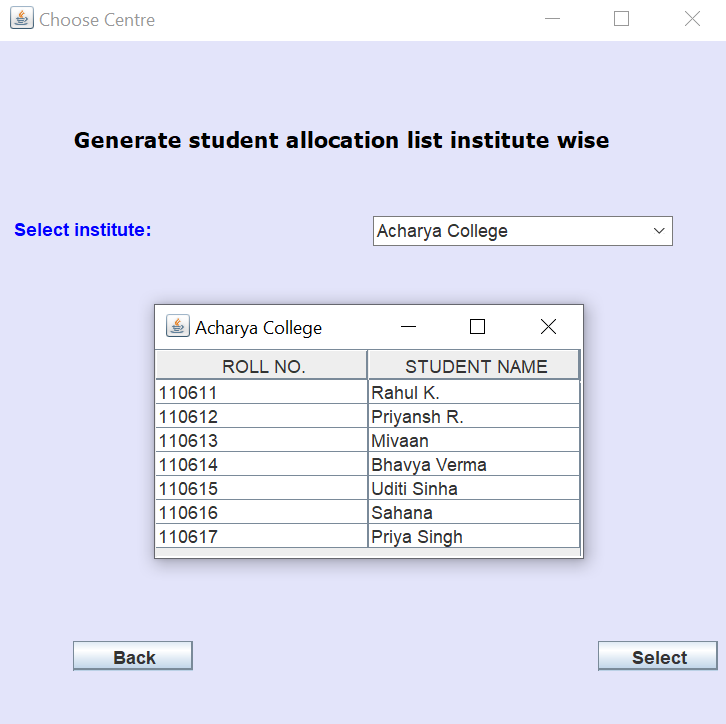 Choose Centre
Generate student allocation list institute wise
Select institute: Acharya College
Acharya College
ROLL NO. STUDENT NAME
110611 Rahul K.
110612 Priyansh R.
110613 Mivaan
110614 Bhavya Verma
110615 Uditi Sinha
110616 Sahana
110617 Priya Singh
Back Select